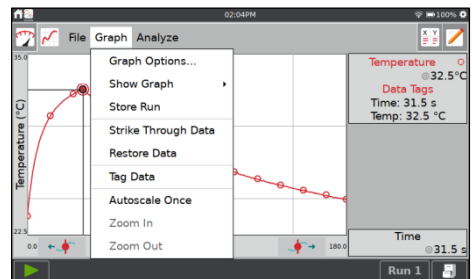 02:04PM 100%
File Graph Analyze
X Y
35.0
Temperature (°C)
22.5
0.0
180.0
Graph Options...
Show Graph
Store Run
Strike Through Data
Restore Data
Tag Data
Autoscale Once
Zoom In
Zoom Out
Temperature
32.5°C
Data Tags
Time: 31.5 s
Temp: 32.5 °C
Time
31.5 s
Run 1